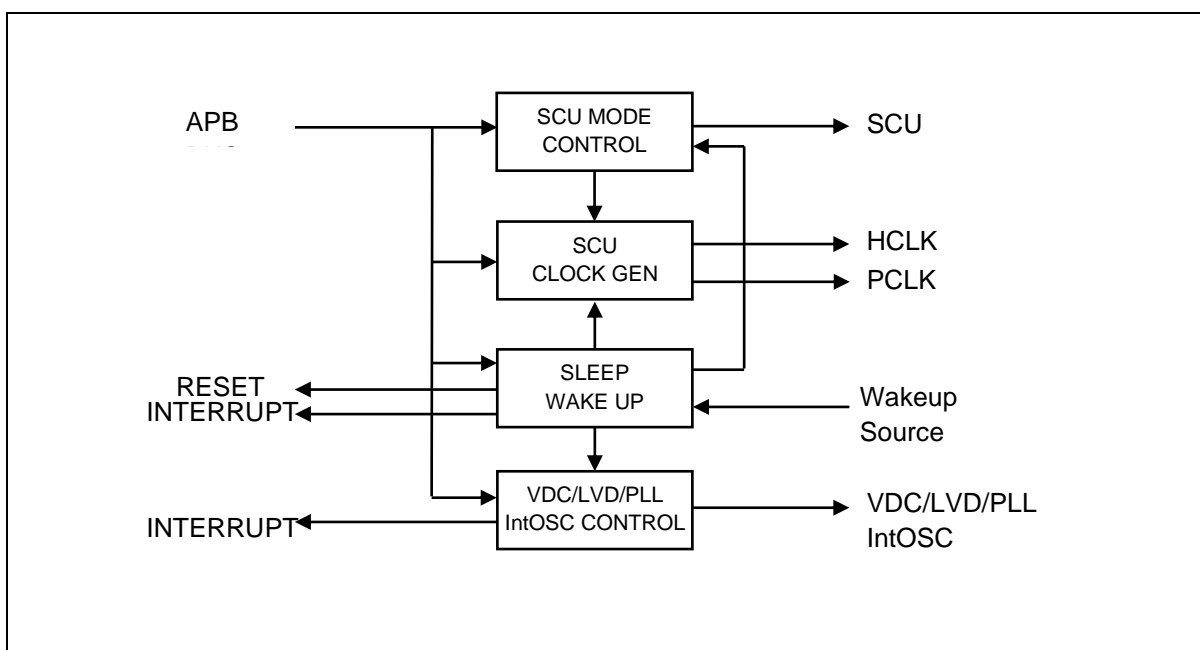 APB
SCU MODE
CONTROL
SCU
SCU
CLOCK GEN
HCLK
PCLK
SLEEP
WAKE UP
RESET
INTERRUPT
Wakeup
Source
VDC/LVD/PLL
IntOSC CONTROL
INTERRUPT
VDC/LVD/PLL
IntOSC